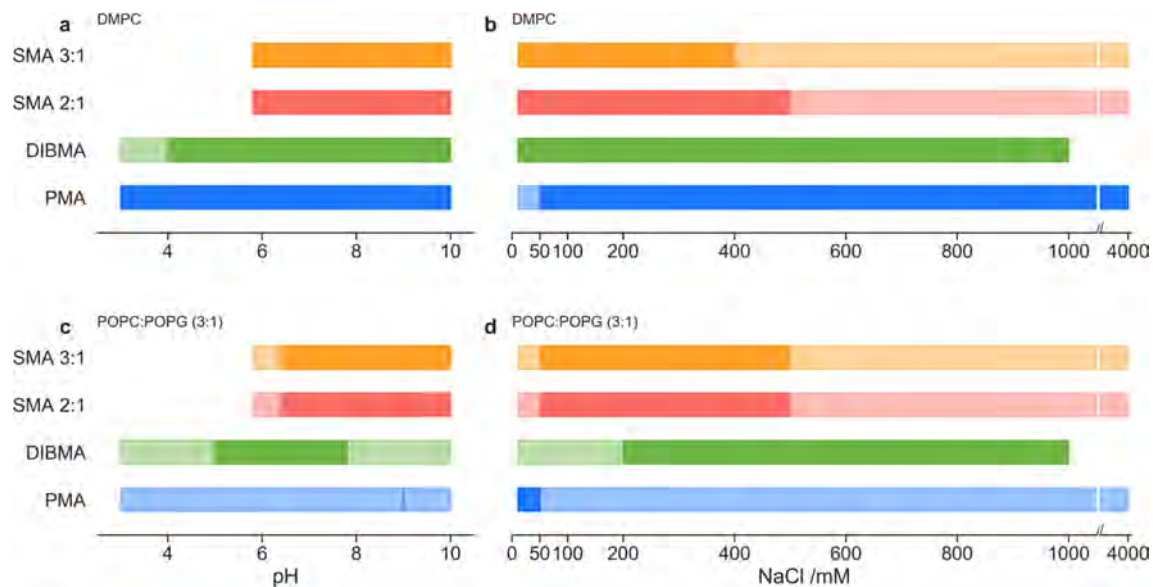 a DMPC b DMPC
SMA 3:1
SMA 2:1
DIBMA
PMA
4 6 8 10 0 50 100 200 400 600 800 1000 4000
c POPC:POPG (3:1) d POPC:POPG (3:1)
SMA 3:1
SMA 2:1
DIBMA
PMA
4 6 8 10 0 50 100 200 400 600 800 1000 4000
pH NaCl /mM